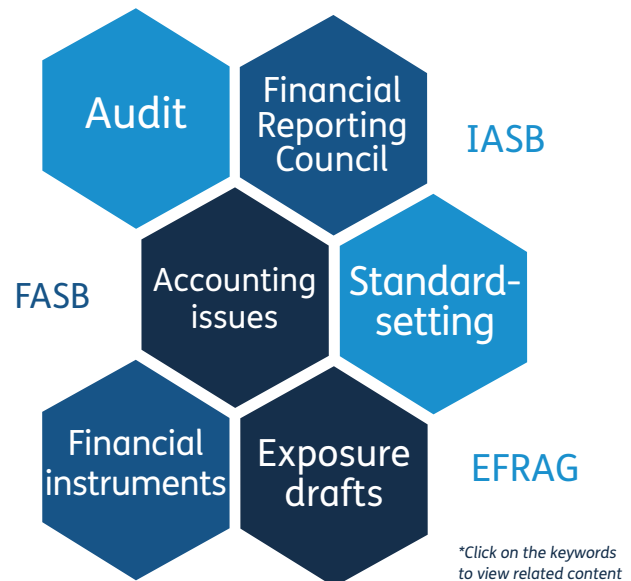 Audit
Financial
Reporting
Council
IASB
FASB
Accounting
issues
Standard-
setting
Financial
instruments
Exposure
drafts
EFRAG
*Click on the keywords
to view related content